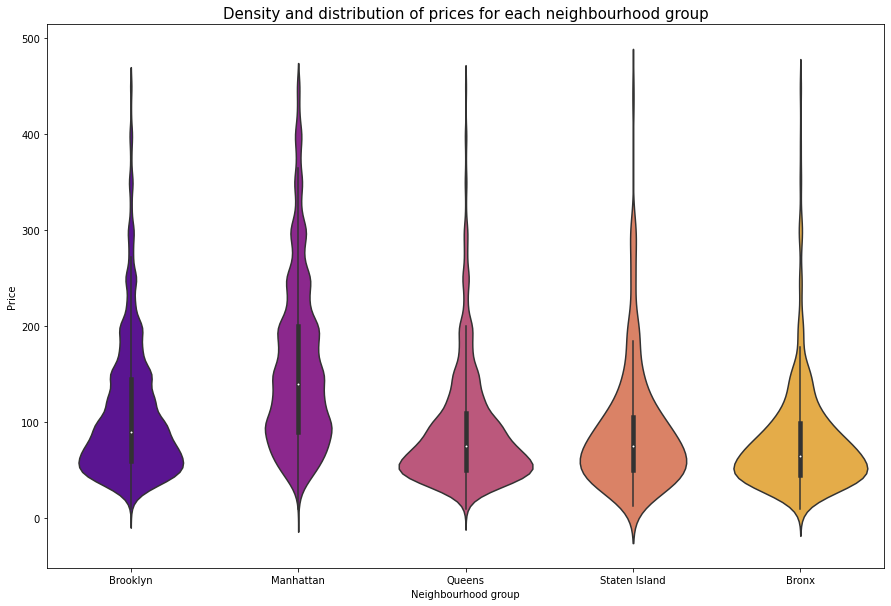 Density and distribution of prices for each neighbourhood group
500
400
300
200
100
0
Price
Brooklyn
Manhattan
Queens
Staten Island
Bronx
Neighbourhood group